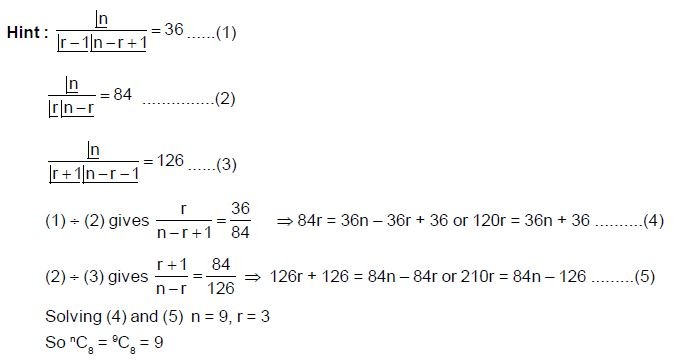 Hint : |n / |r – 1|n – r + 1 = 36 ......(1)
|n / |r|n – r = 84 ...............(2)
|n / |r + 1|n – r – 1 = 126 ......(3)
(1) ÷ (2) gives r / n – r + 1 = 36 / 84 ⇒ 84r = 36n – 36r + 36 or 120r = 36n + 36 ..........(4)
(2) ÷ (3) gives r + 1 / n – r = 84 / 126 ⇒ 126r + 126 = 84n – 84r or 210r = 84n – 126 .........(5)
Solving (4) and (5) n = 9, r = 3
So ⁿC₈ = ⁹C₈ = 9